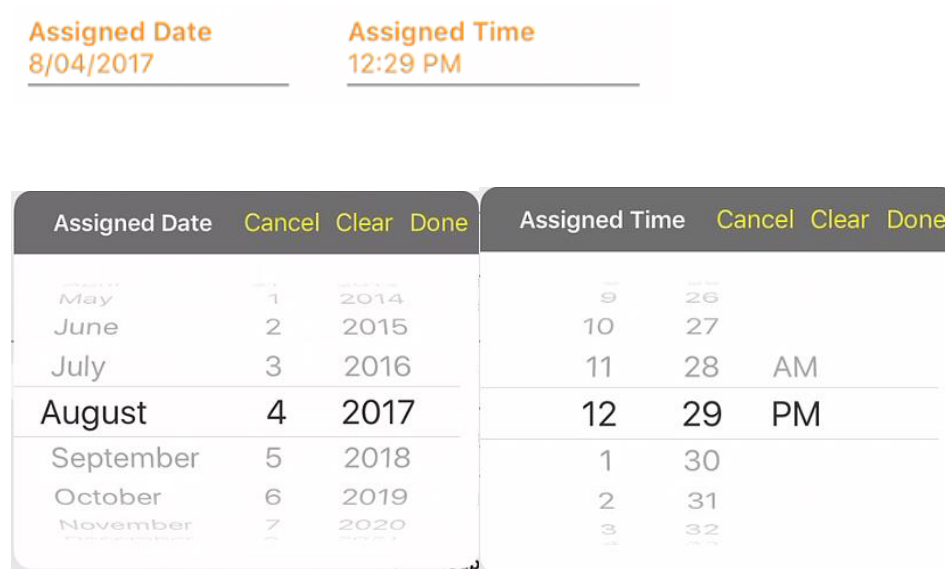 Assigned Date Assigned Time
8/04/2017 12:29 PM
Assigned Date Cancel Clear Done
Assigned Time Cancel Clear Done
May 1 2014
June 2 2015
July 3 2016
August 4 2017
September 5 2018
October 6 2019
November 7 2020
9 26
10 27
11 28 AM
12 29 PM
1 30
2 31
3 32